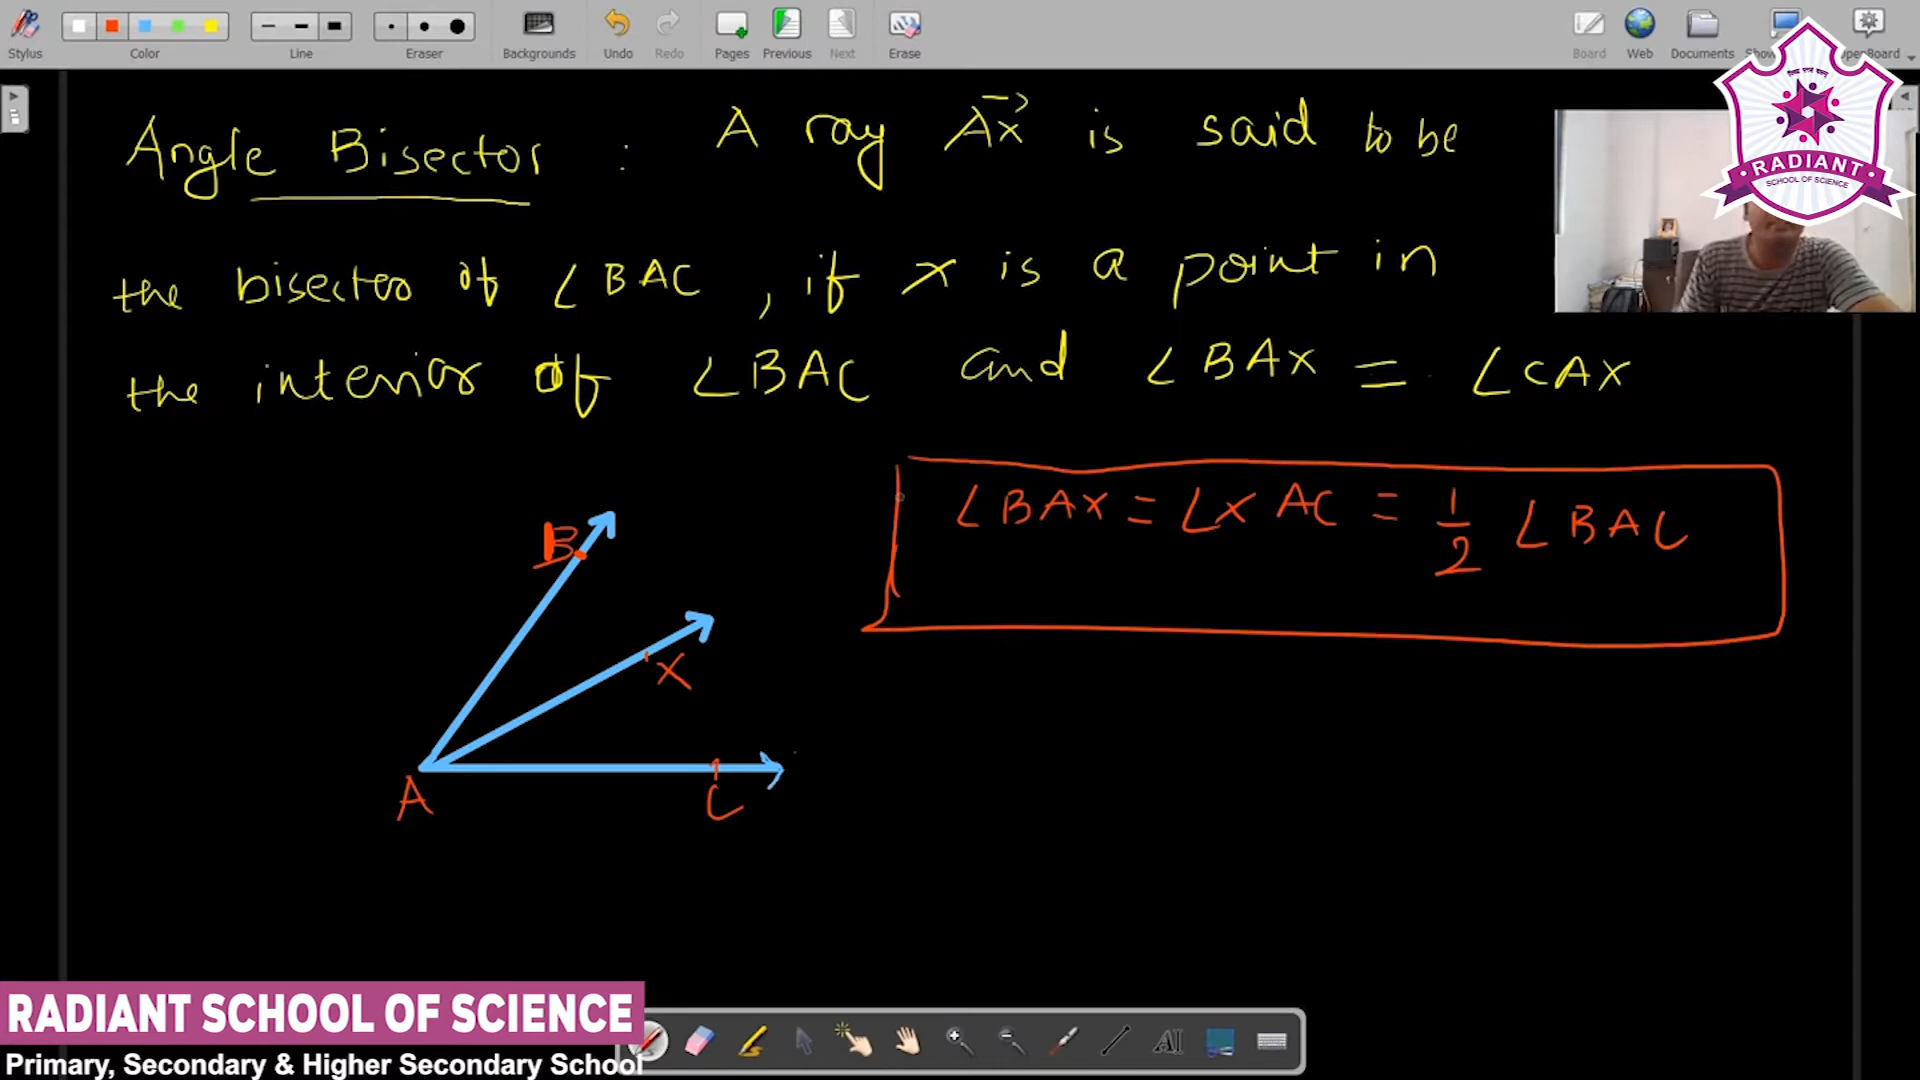 Stylus
Color
Line
Eraser
Backgrounds
Undo
Redo
Pages
Previous
Next
Erase
Board
Web
Documents
RADIANT
SCHOOL OF SCIENCE
Angle Bisector : A ray AX⃗ is said to be
the bisector of ∠BAC, if X is a point in
the interior of ∠BAC and ∠BAX = ∠CAX
∠BAX = ∠XAC = 1/2 ∠BAC
B
X
A
C
RADIANT SCHOOL OF SCIENCE
Primary, Secondary & Higher Secondary School